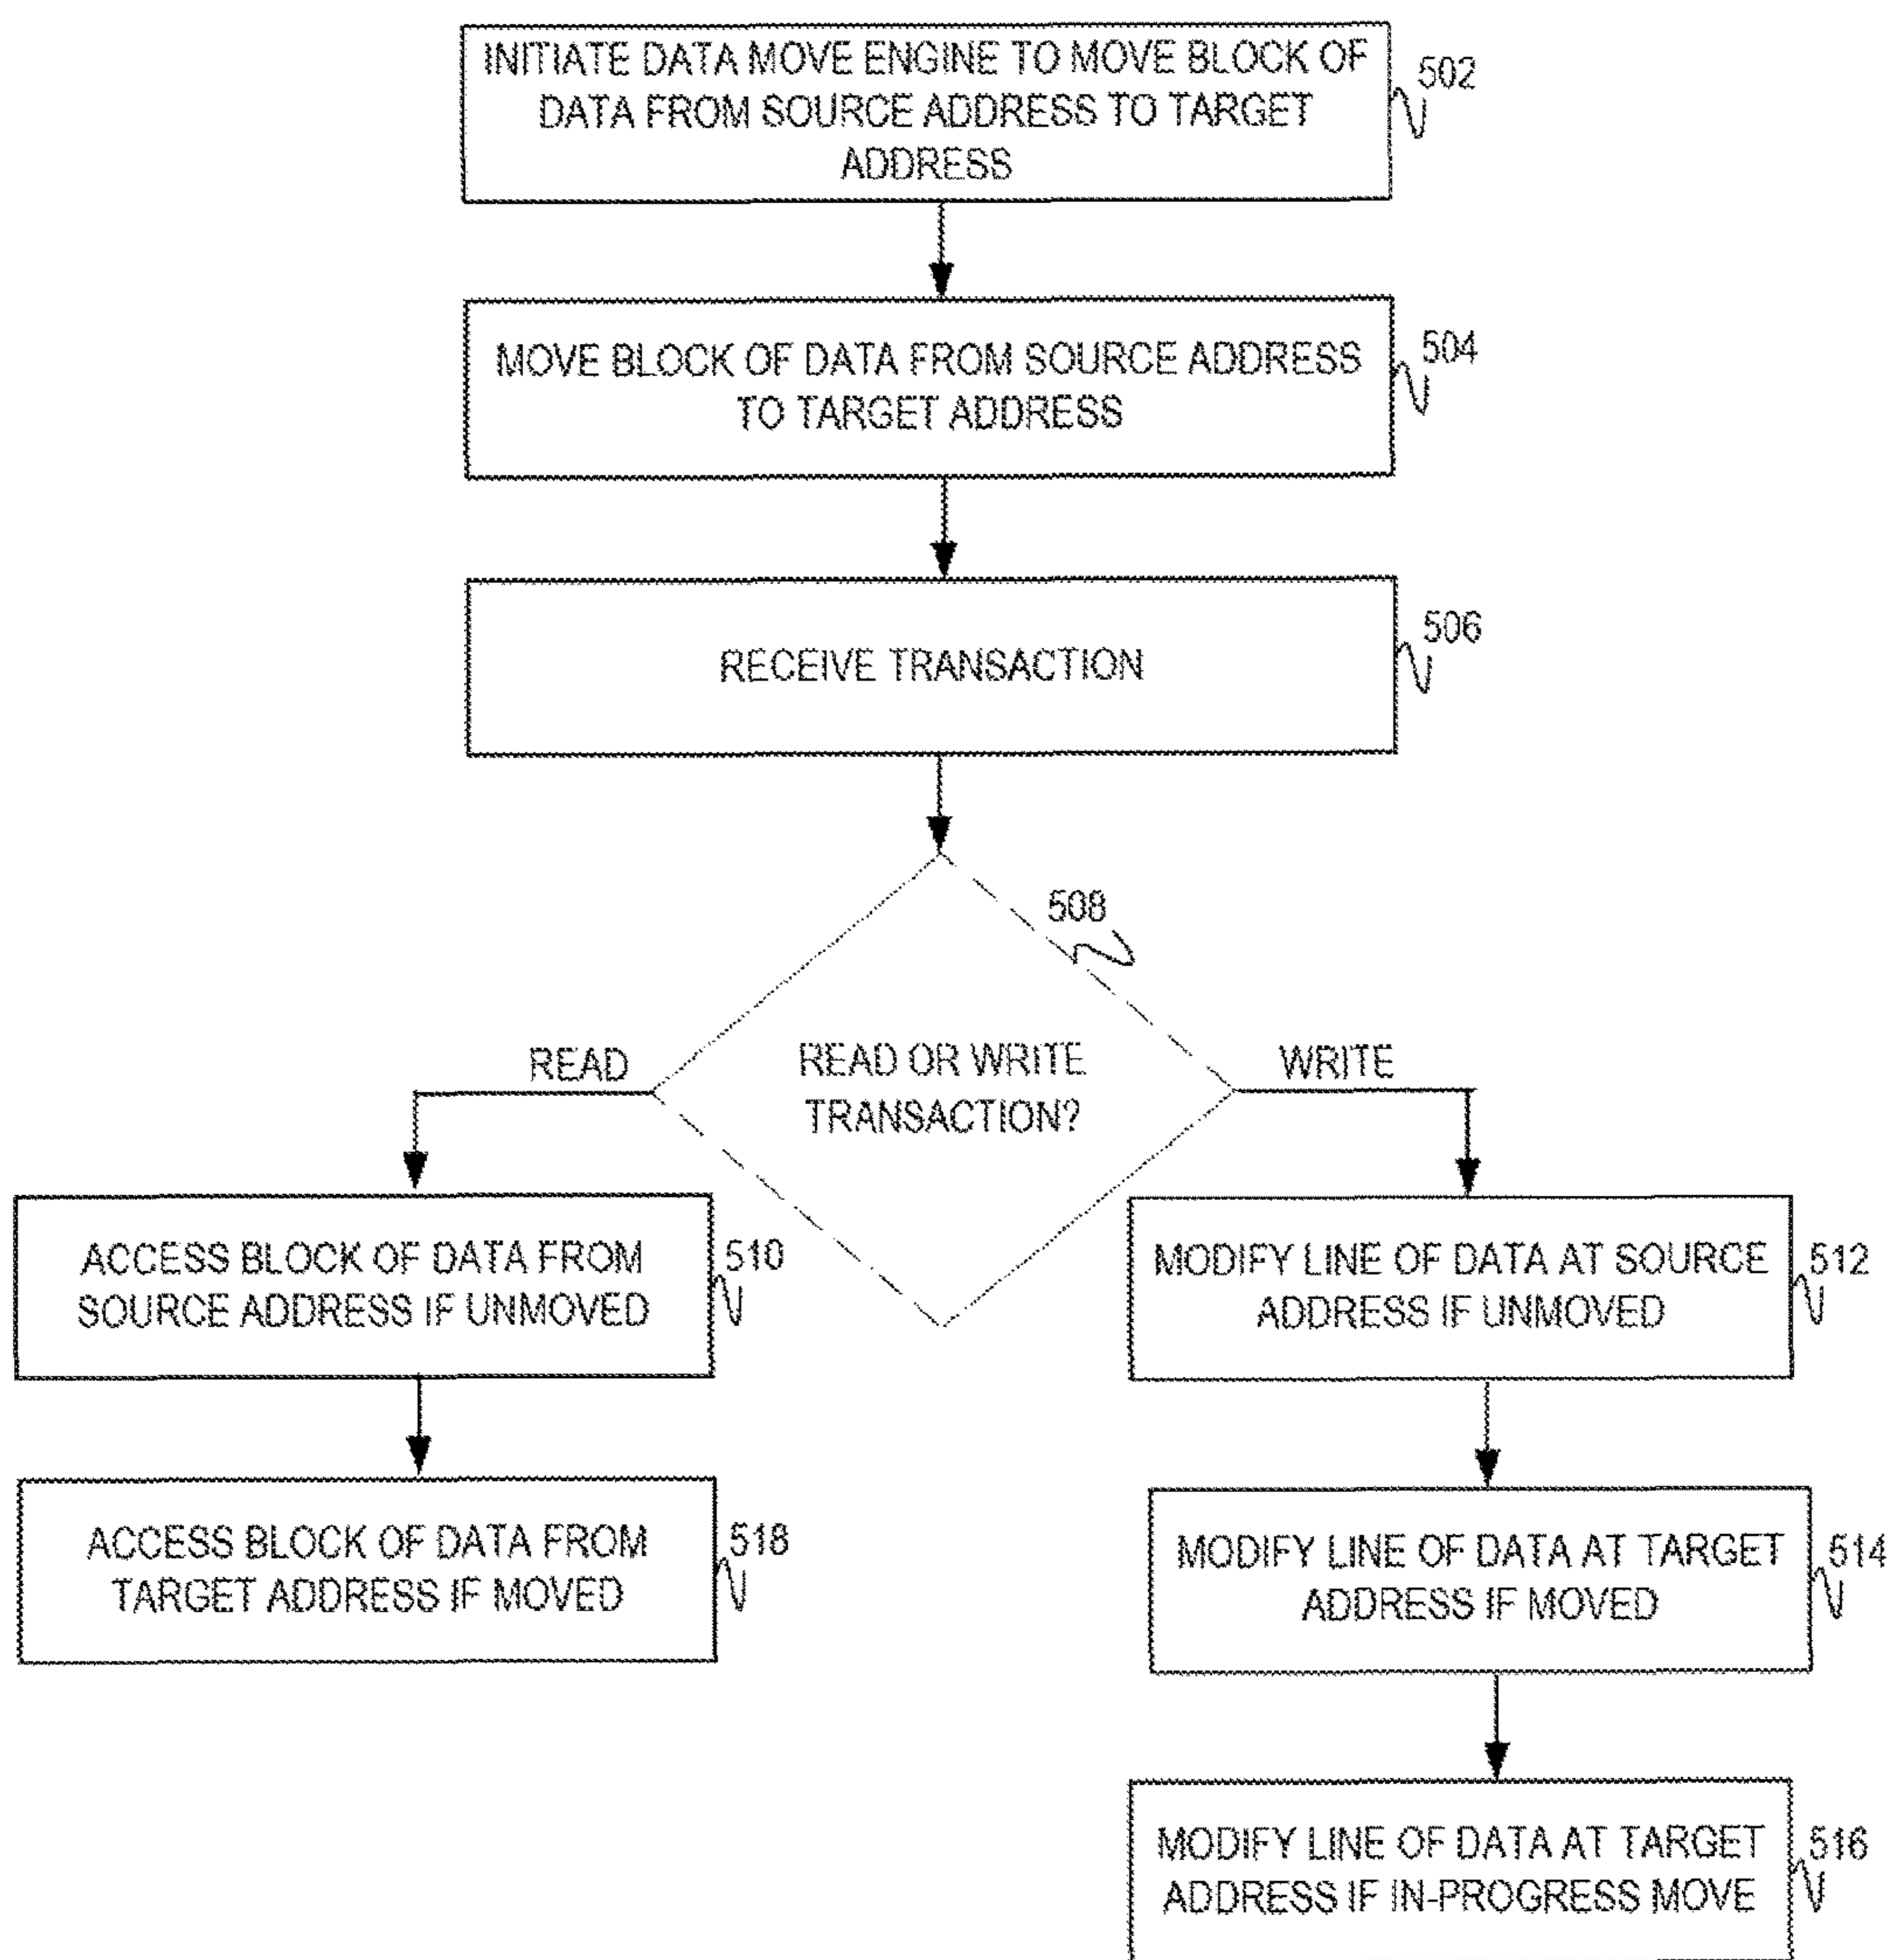 INITIATE DATA MOVE ENGINE TO MOVE BLOCK OF
DATA FROM SOURCE ADDRESS TO TARGET
ADDRESS
502
MOVE BLOCK OF DATA FROM SOURCE ADDRESS
TO TARGET ADDRESS
504
RECEIVE TRANSACTION
506
508
READ OR WRITE
TRANSACTION?
READ
WRITE
ACCESS BLOCK OF DATA FROM
SOURCE ADDRESS IF UNMOVED
510
MODIFY LINE OF DATA AT SOURCE
ADDRESS IF UNMOVED
512
ACCESS BLOCK OF DATA FROM
TARGET ADDRESS IF MOVED
518
MODIFY LINE OF DATA AT TARGET
ADDRESS IF MOVED
514
MODIFY LINE OF DATA AT TARGET
ADDRESS IF IN-PROGRESS MOVE
516